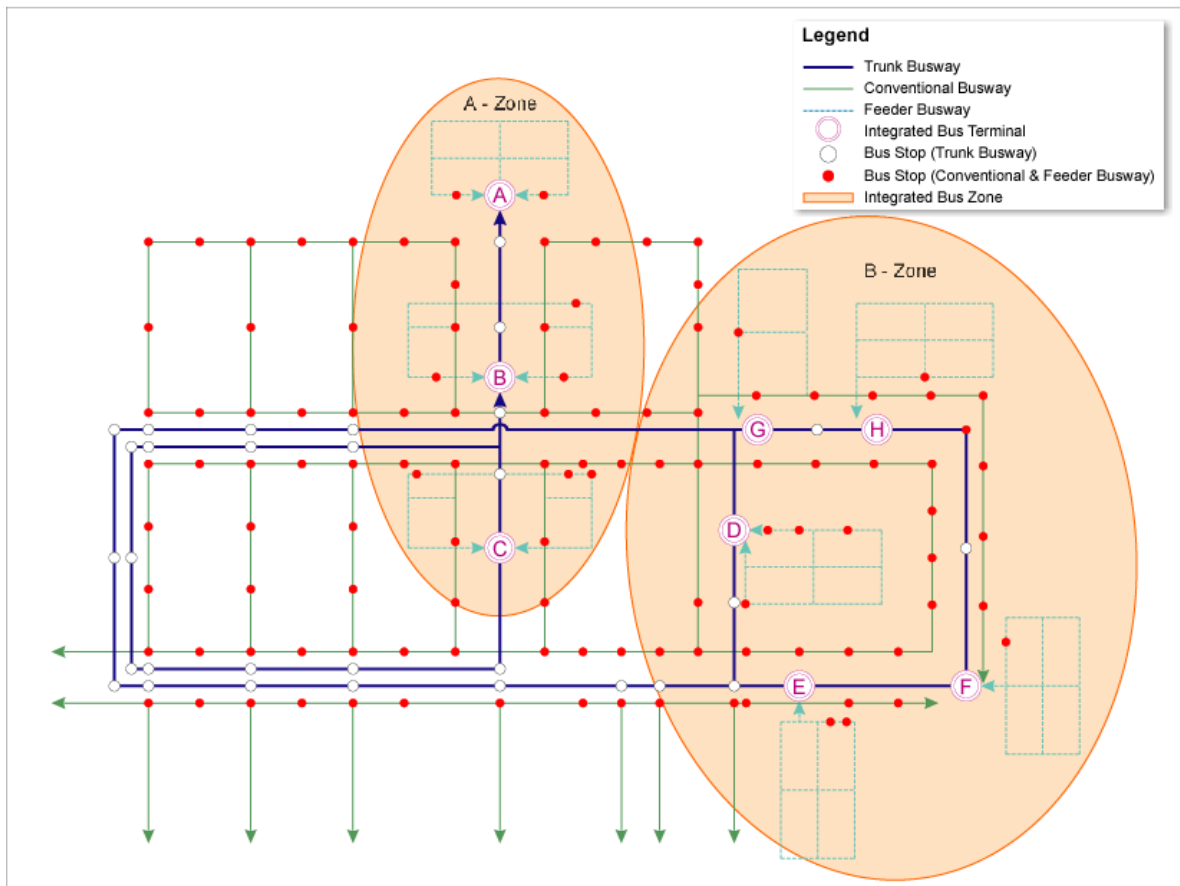 Legend
Trunk Busway
Conventional Busway
Feeder Busway
Integrated Bus Terminal
Bus Stop (Trunk Busway)
Bus Stop (Conventional & Feeder Busway)
Integrated Bus Zone
A - Zone
A
B - Zone
B
G
H
D
C
E
F